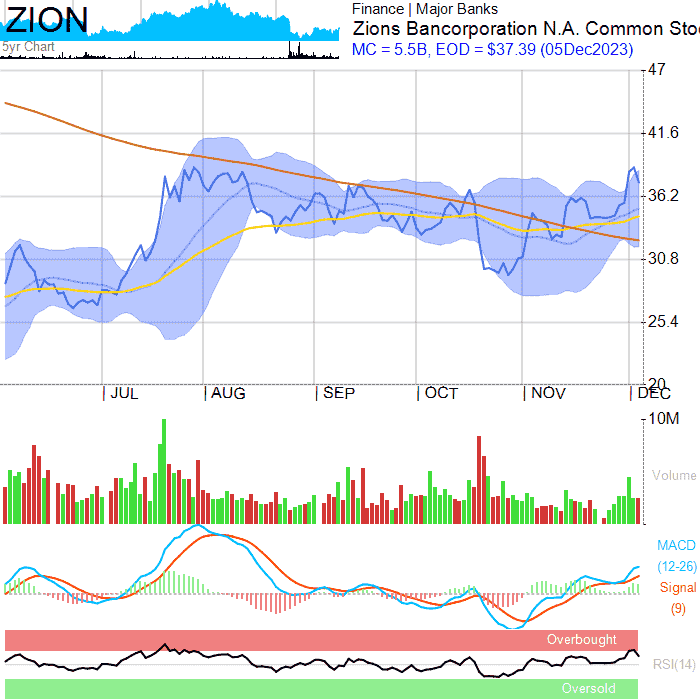 ZION
5yr Chart
Finance | Major Banks
Zions Bancorporation N.A. Common Sto
MC = 5.5B, EOD = $37.39 (05Dec2023)
47
41.6
36.2
30.8
25.4
20
JUL
AUG
SEP
OCT
NOV
DEC
10M
Volume
MACD
(12-26)
Signal
(9)
Overbought
RSI(14)
Oversold